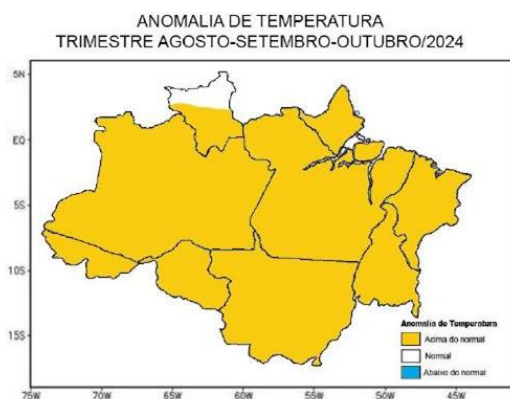 ANOMALIA DE TEMPERATURA
TRIMESTRE AGOSTO-SETEMBRO-OUTUBRO/2024
5N
EQ
5S
10S
15S
Anomalia de Temperatura
Acima do normal
Normal
Abaixo do normal
75W 70W 65W 60W 55W 50W 45W